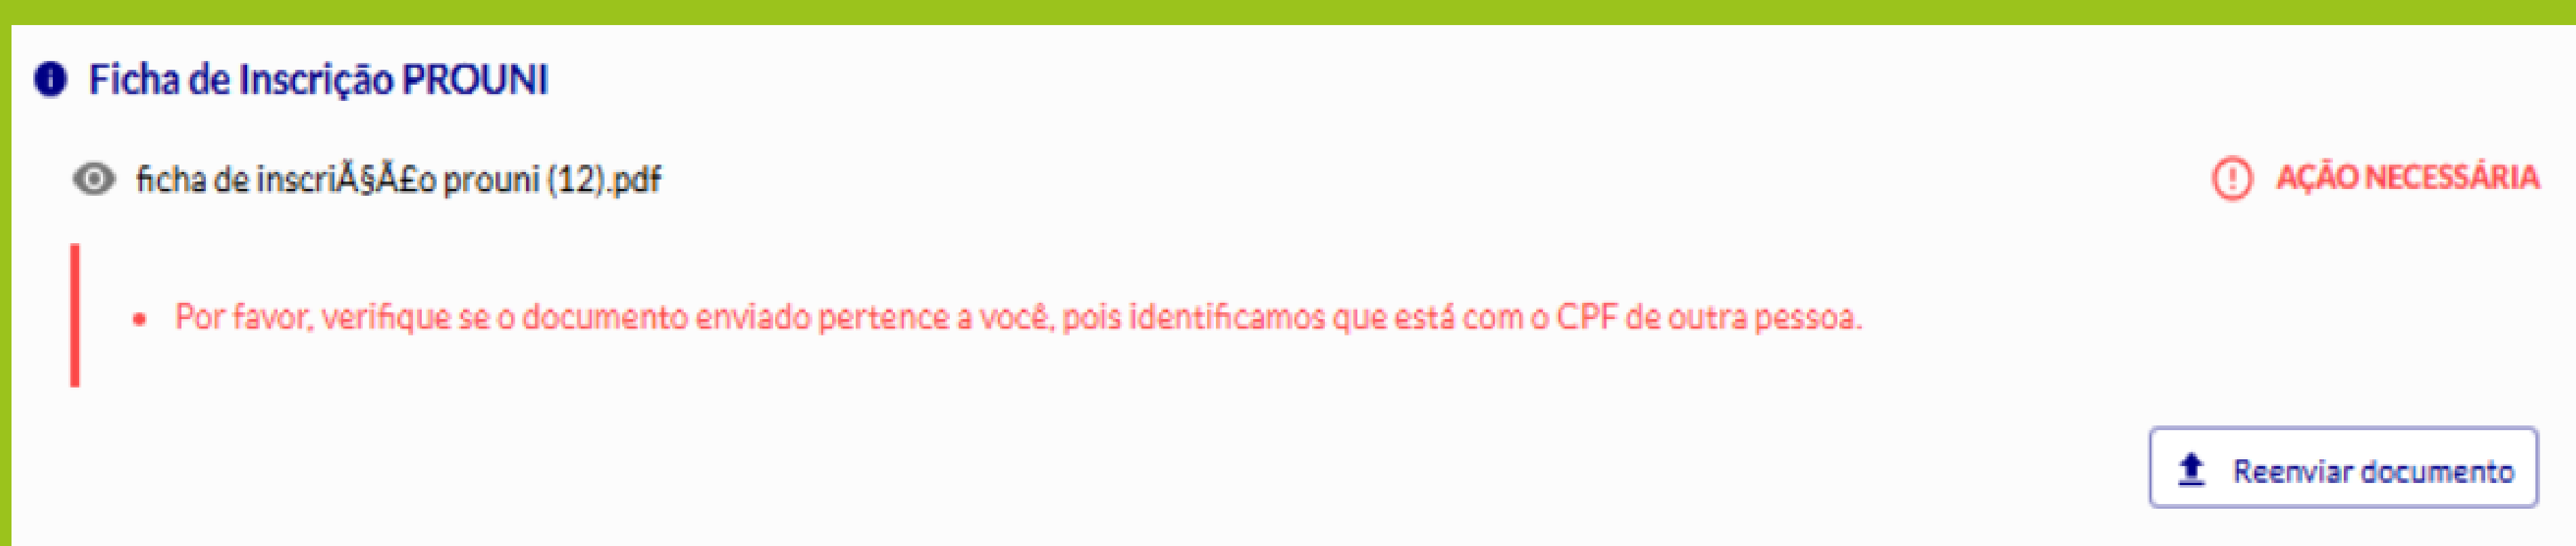 Ficha de Inscrição PROUNI
ficha de inscriÃ§Ã£o prouni (12).pdf
AÇÃO NECESSÁRIA
Por favor, verifique se o documento enviado pertence a você, pois identificamos que está com o CPF de outra pessoa.
Reenviar documento